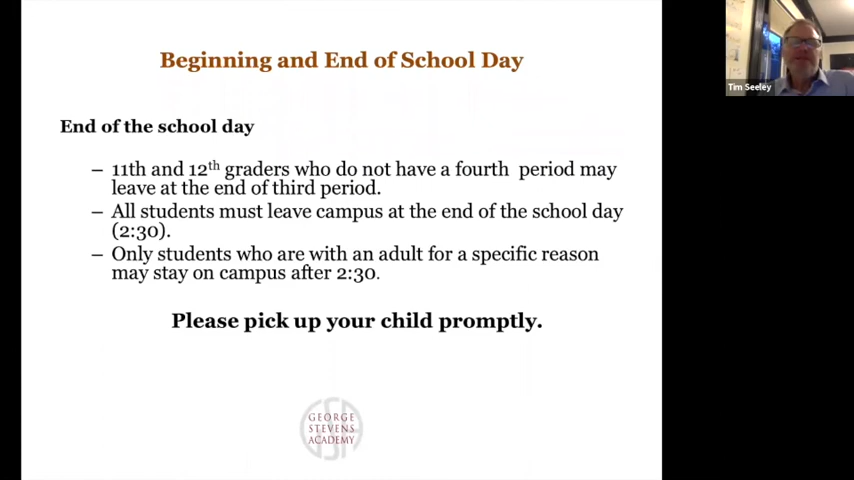 Beginning and End of School Day
End of the school day
– 11th and 12th graders who do not have a fourth period may
leave at the end of third period.
– All students must leave campus at the end of the school day
(2:30).
– Only students who are with an adult for a specific reason
may stay on campus after 2:30.
Please pick up your child promptly.
GEORGE
STEVENS
ACADEMY
Tim Seeley